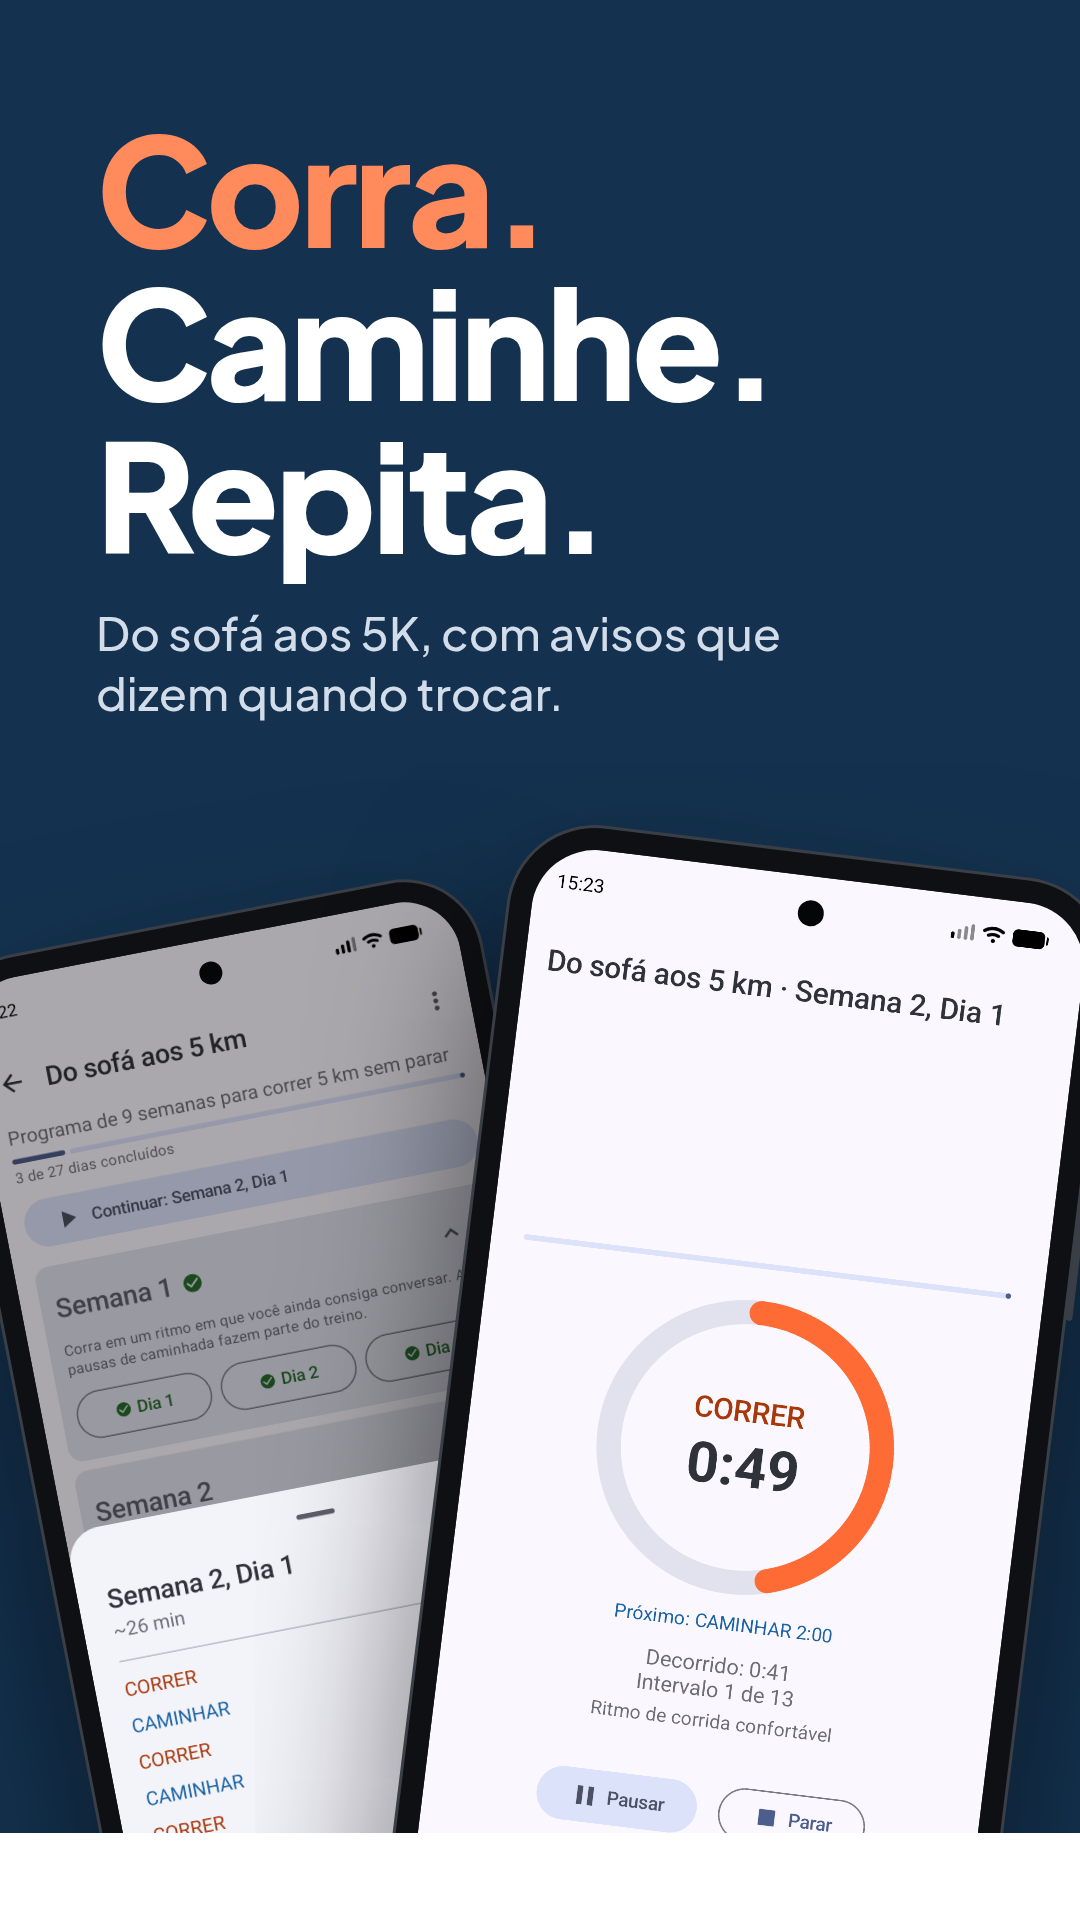 Corra.
Caminhe.
Repita.
Do sofá aos 5K, com avisos que
dizem quando trocar.
22
Do sofá aos 5 km
Programa de 9 semanas para correr 5 km sem parar
3 de 27 dias concluídos
Continuar: Semana 2, Dia 1
Semana 1
Corra em um ritmo em que você ainda consiga conversar. A
pausas de caminhada fazem parte do treino.
Dia 1
Dia 2
Dia
Semana 2
Semana 2, Dia 1
~26 min
CORRER
CAMINHAR
CORRER
CAMINHAR
CORRER
15:23
Do sofá aos 5 km · Semana 2, Dia 1
CORRER
0:49
Próximo: CAMINHAR 2:00
Decorrido: 0:41
Intervalo 1 de 13
Ritmo de corrida confortável
Pausar
Parar